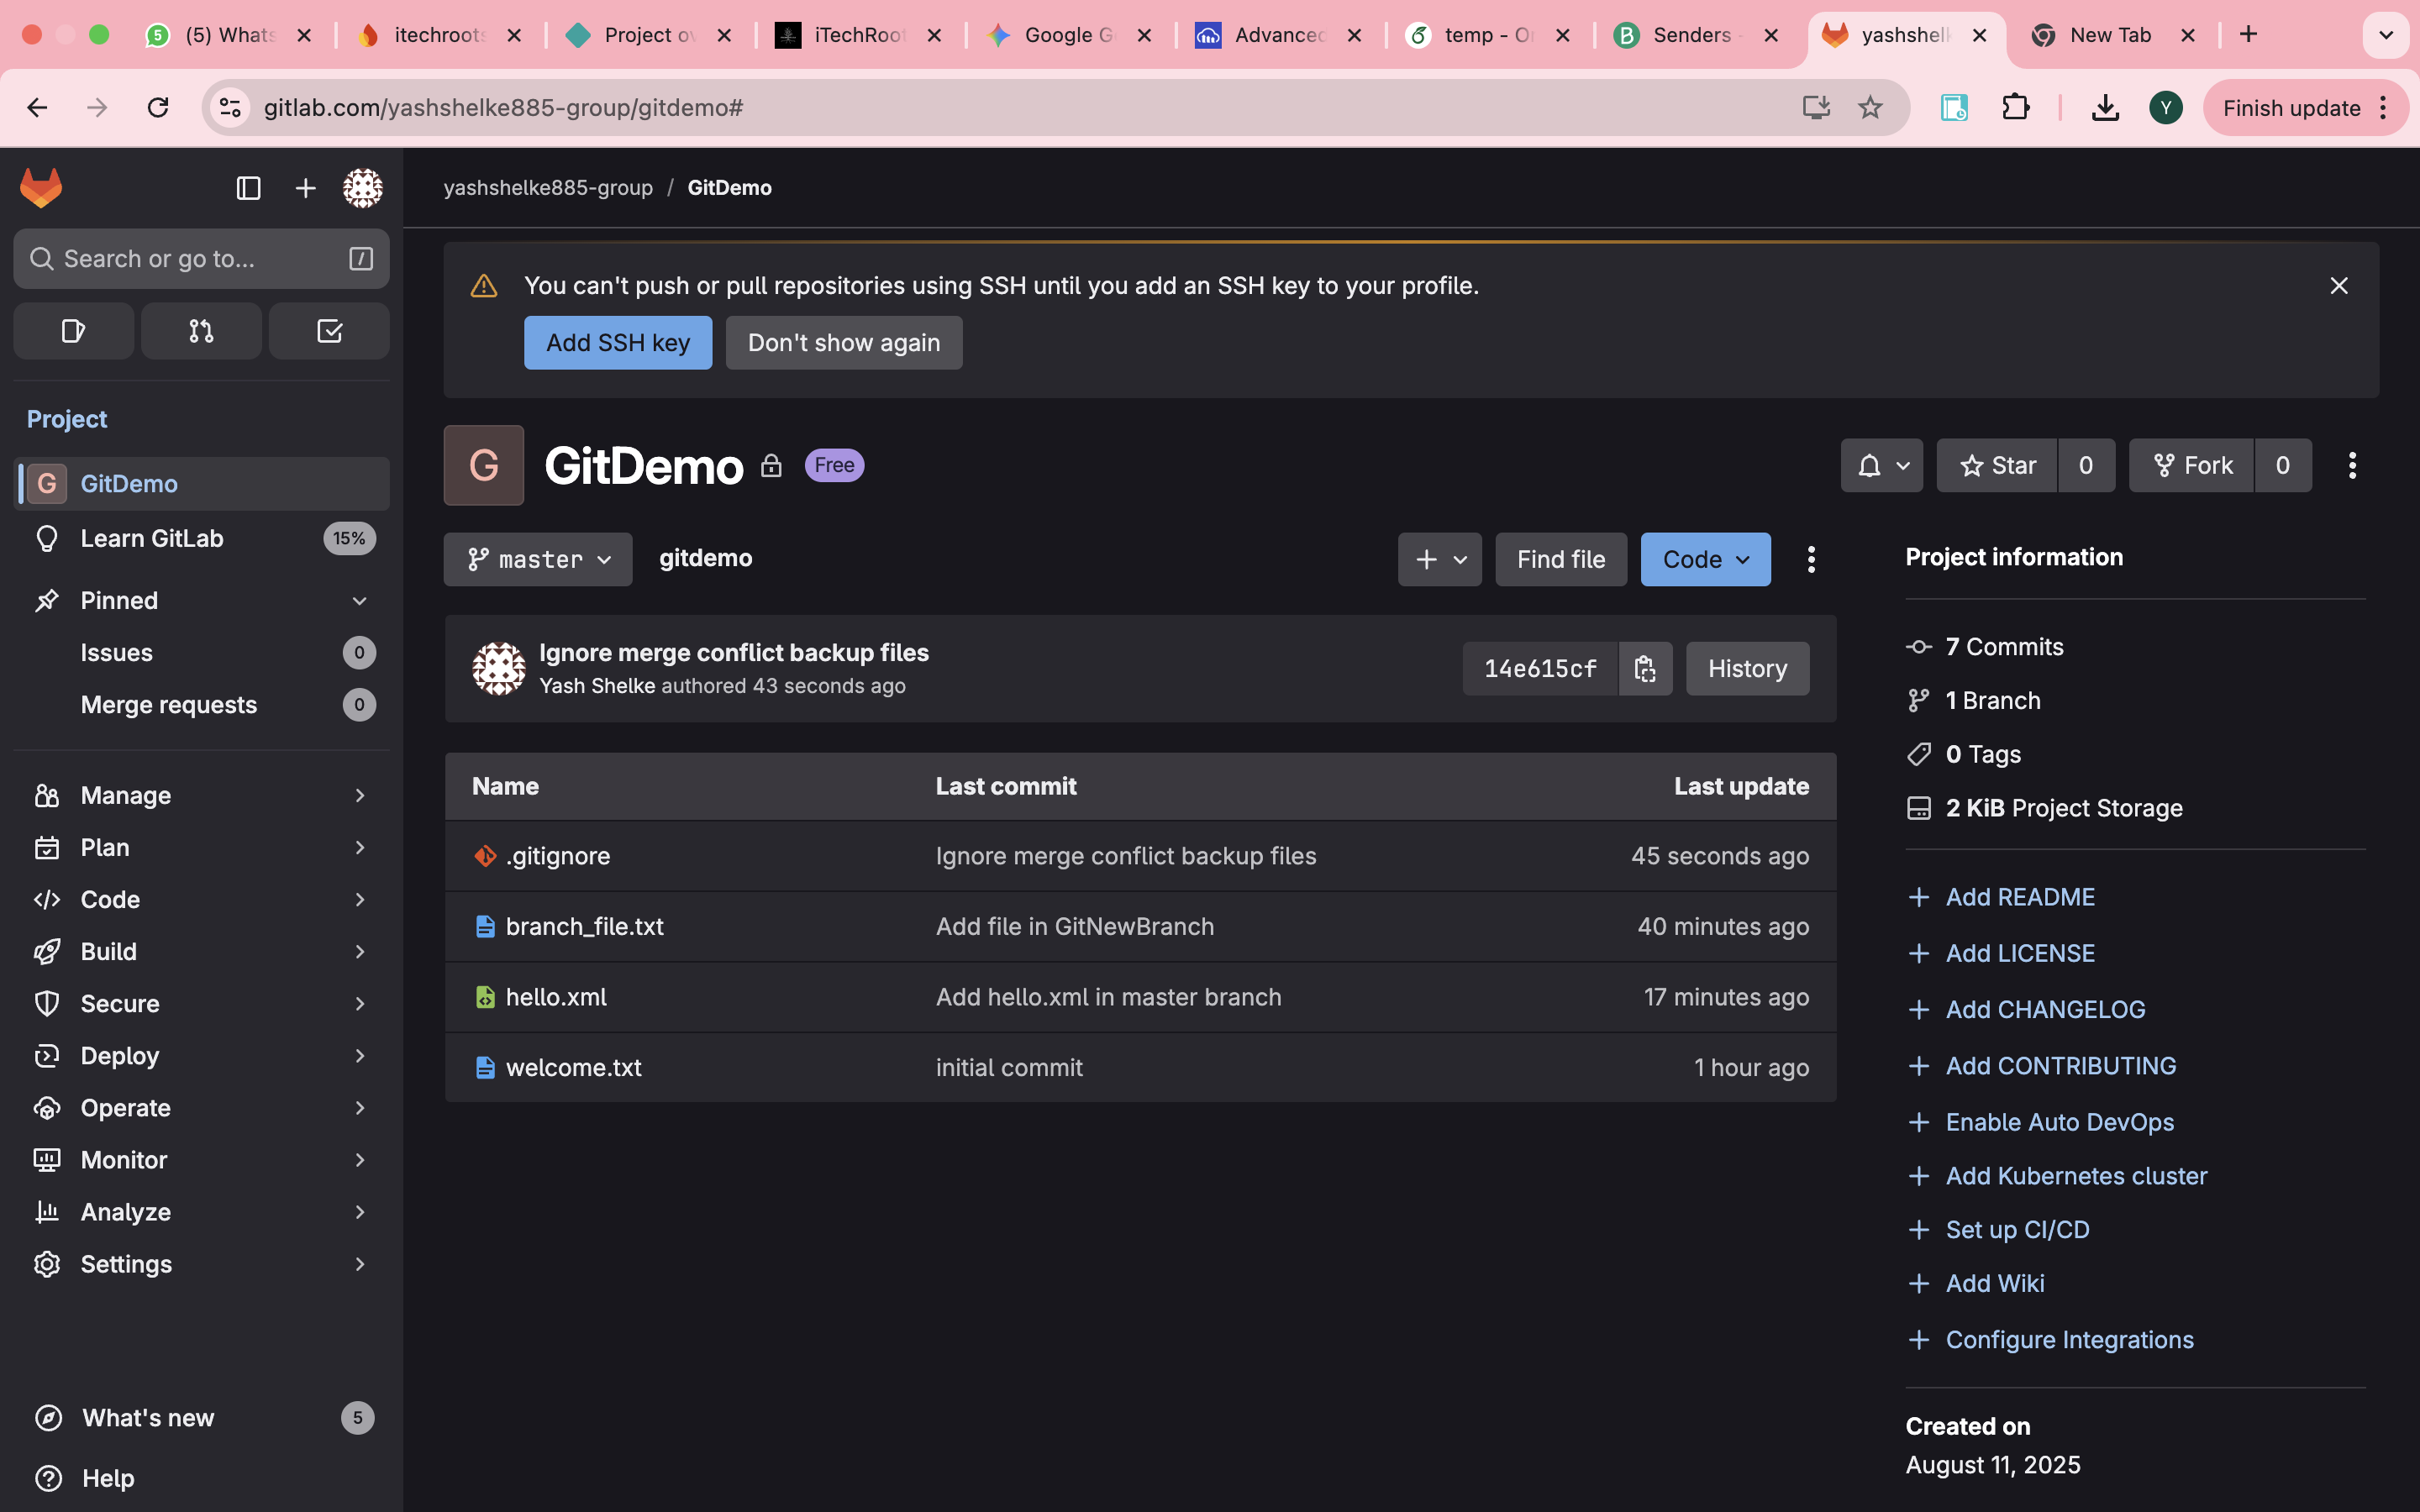 (5) Whats
itechroots
Project ov
iTechRoot
Google G
Advanced
temp - O
Senders -
yashshelk
New Tab
gitlab.com/yashshelke885-group/gitdemo#
Y
Finish update
yashshelke885-group / GitDemo
Search or go to...
/
You can't push or pull repositories using SSH until you add an SSH key to your profile.
Add SSH key
Don't show again
Project
G GitDemo
Learn GitLab 15%
Pinned
Issues 0
Merge requests 0
Manage
Plan
Code
Build
Secure
Deploy
Operate
Monitor
Analyze
Settings
What's new 5
Help
G
GitDemo
Free
Star 0
Fork 0
master
gitdemo
Find file
Code
Ignore merge conflict backup files
Yash Shelke authored 43 seconds ago
14e615cf
History
Name Last commit Last update
.gitignore Ignore merge conflict backup files 45 seconds ago
branch_file.txt Add file in GitNewBranch 40 minutes ago
hello.xml Add hello.xml in master branch 17 minutes ago
welcome.txt initial commit 1 hour ago
Project information
7 Commits
1 Branch
0 Tags
2 KiB Project Storage
Add README
Add LICENSE
Add CHANGELOG
Add CONTRIBUTING
Enable Auto DevOps
Add Kubernetes cluster
Set up CI/CD
Add Wiki
Configure Integrations
Created on
August 11, 2025